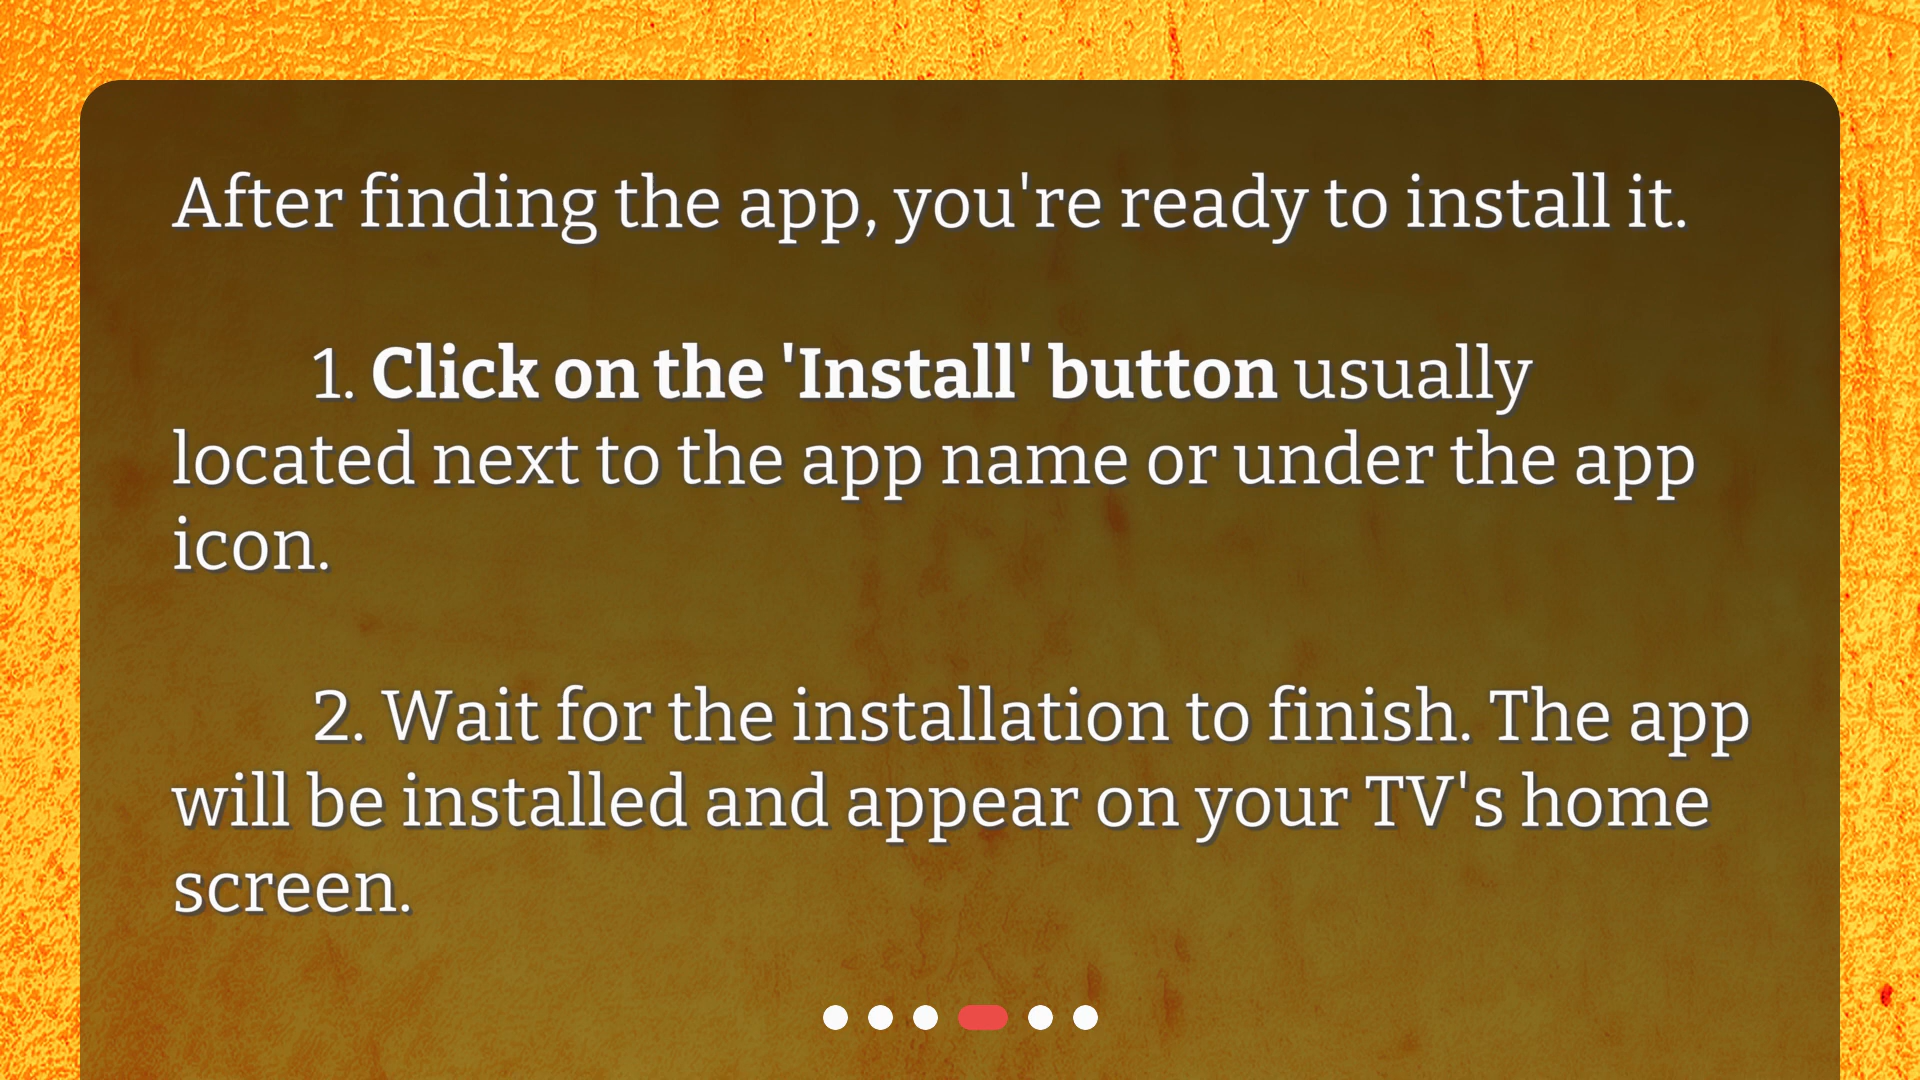 After finding the app, you're ready to install it.
1. Click on the 'Install' button usually
located next to the app name or under the app
icon.
2. Wait for the installation to finish. The app
will be installed and appear on your TV's home
screen.